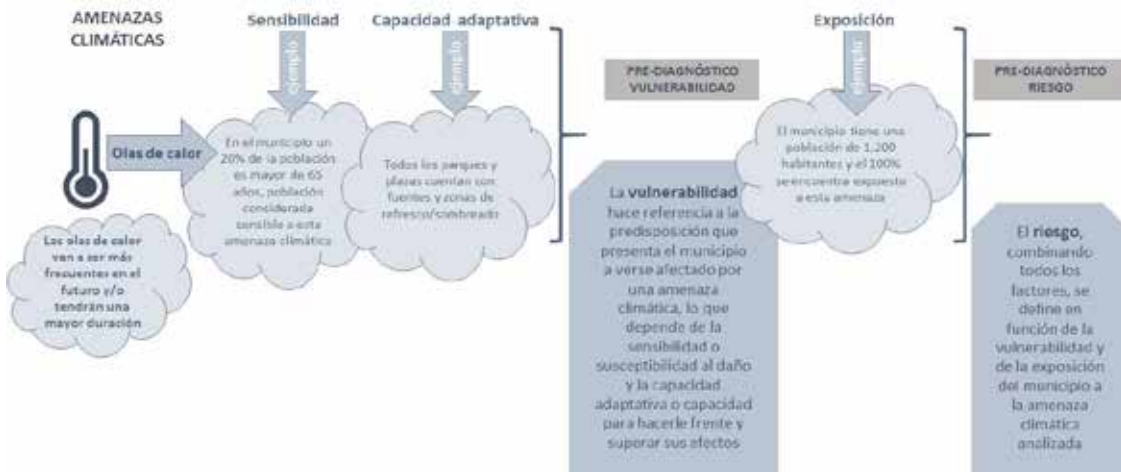 AMENAZAS
CLIMÁTICAS
Sensibilidad
ejemplo
Capacidad adaptativa
ejemplo
Exposición
ejemplo
PRE-DIAGNÓSTICO
VULNERABILIDAD
PRE-DIAGNÓSTICO
RIESGO
Olas de calor
Las olas de calor
van a ser más
frecuentes en el
futuro y/o
tendrán una
mayor duración
En el municipio un
20% de la población
es mayor de 65
años, población
considerada
sensible a esta
amenaza climática
Todos los parques y
plazas cuentan con
fuentes y zonas de
refresco/sombreado
La vulnerabilidad
hace referencia a la
predisposición que
presenta el municipio
a verse afectado por
una amenaza
climática, lo que
depende de la
sensibilidad o
susceptibilidad al daño
y la capacidad
adaptativa o capacidad
para hacerle frente y
superar sus efectos
El municipio tiene una
población de 1.200
habitantes y el 100%
se encuentra expuesto
a esta amenaza
El riesgo,
combinando
todos los
factores, se
define en
función de la
vulnerabilidad y
de la exposición
del municipio a
la amenaza
climática
analizada